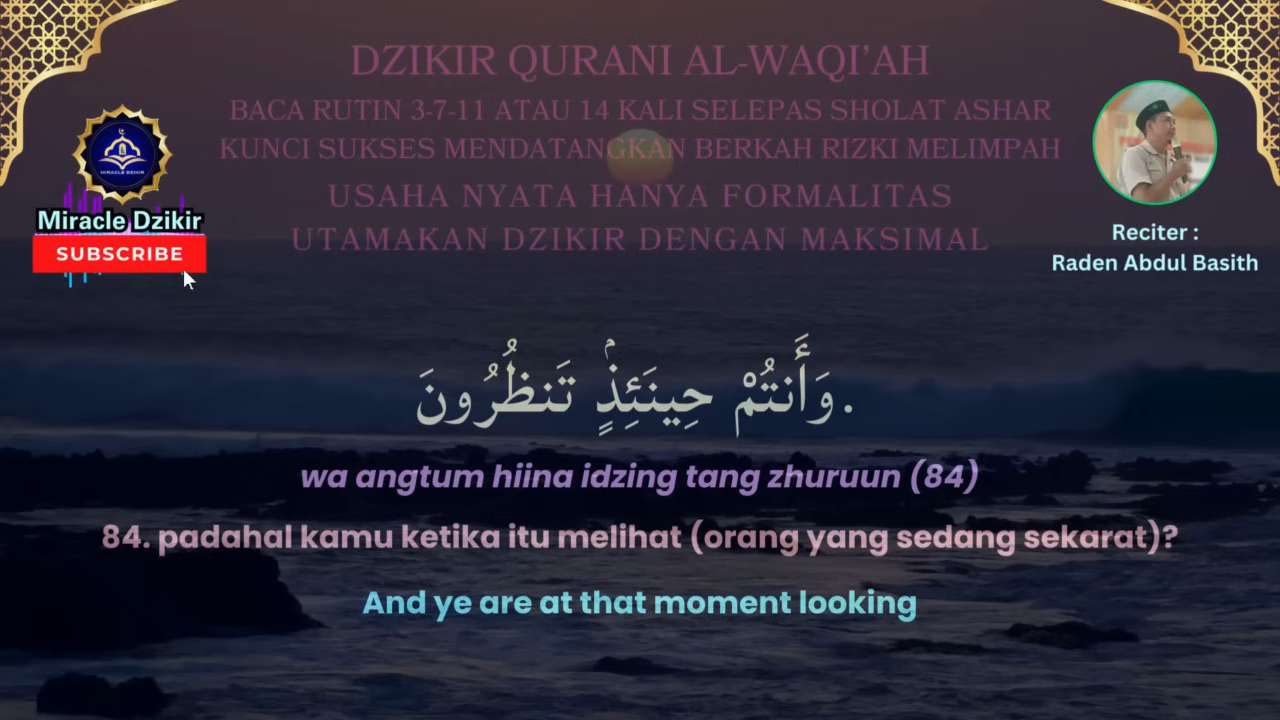 DZIKIR QURANI AL-WAQI'AH
BACA RUTIN 3-7-11 ATAU 14 KALI SELEPAS SHOLAT ASHAR
KUNCI SUKSES MENDATANGKAN BERKAH RIZKI MELIMPAH
USAHA NYATA HANYA FORMALITAS
UTAMAKAN DZIKIR DENGAN MAKSIMAL
MIRACLE DZIKIR
Miracle Dzikir
SUBSCRIBE
Reciter :
Raden Abdul Basith
.وَأَنتُمْ حِينَئِذٍۢ تَنظُرُونَ
wa angtum hiina idzing tang zhuruun (84)
84. padahal kamu ketika itu melihat (orang yang sedang sekarat)?
And ye are at that moment looking